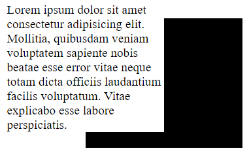 Lorem ipsum dolor sit amet
consectetur adipisicing elit.
Mollitia, quibusdam veniam
voluptatem sapiente nobis
beatae esse error vitae neque
totam dicta officiis laudantium
facilis voluptatum. Vitae
explicabo esse labore
perspiciatis.